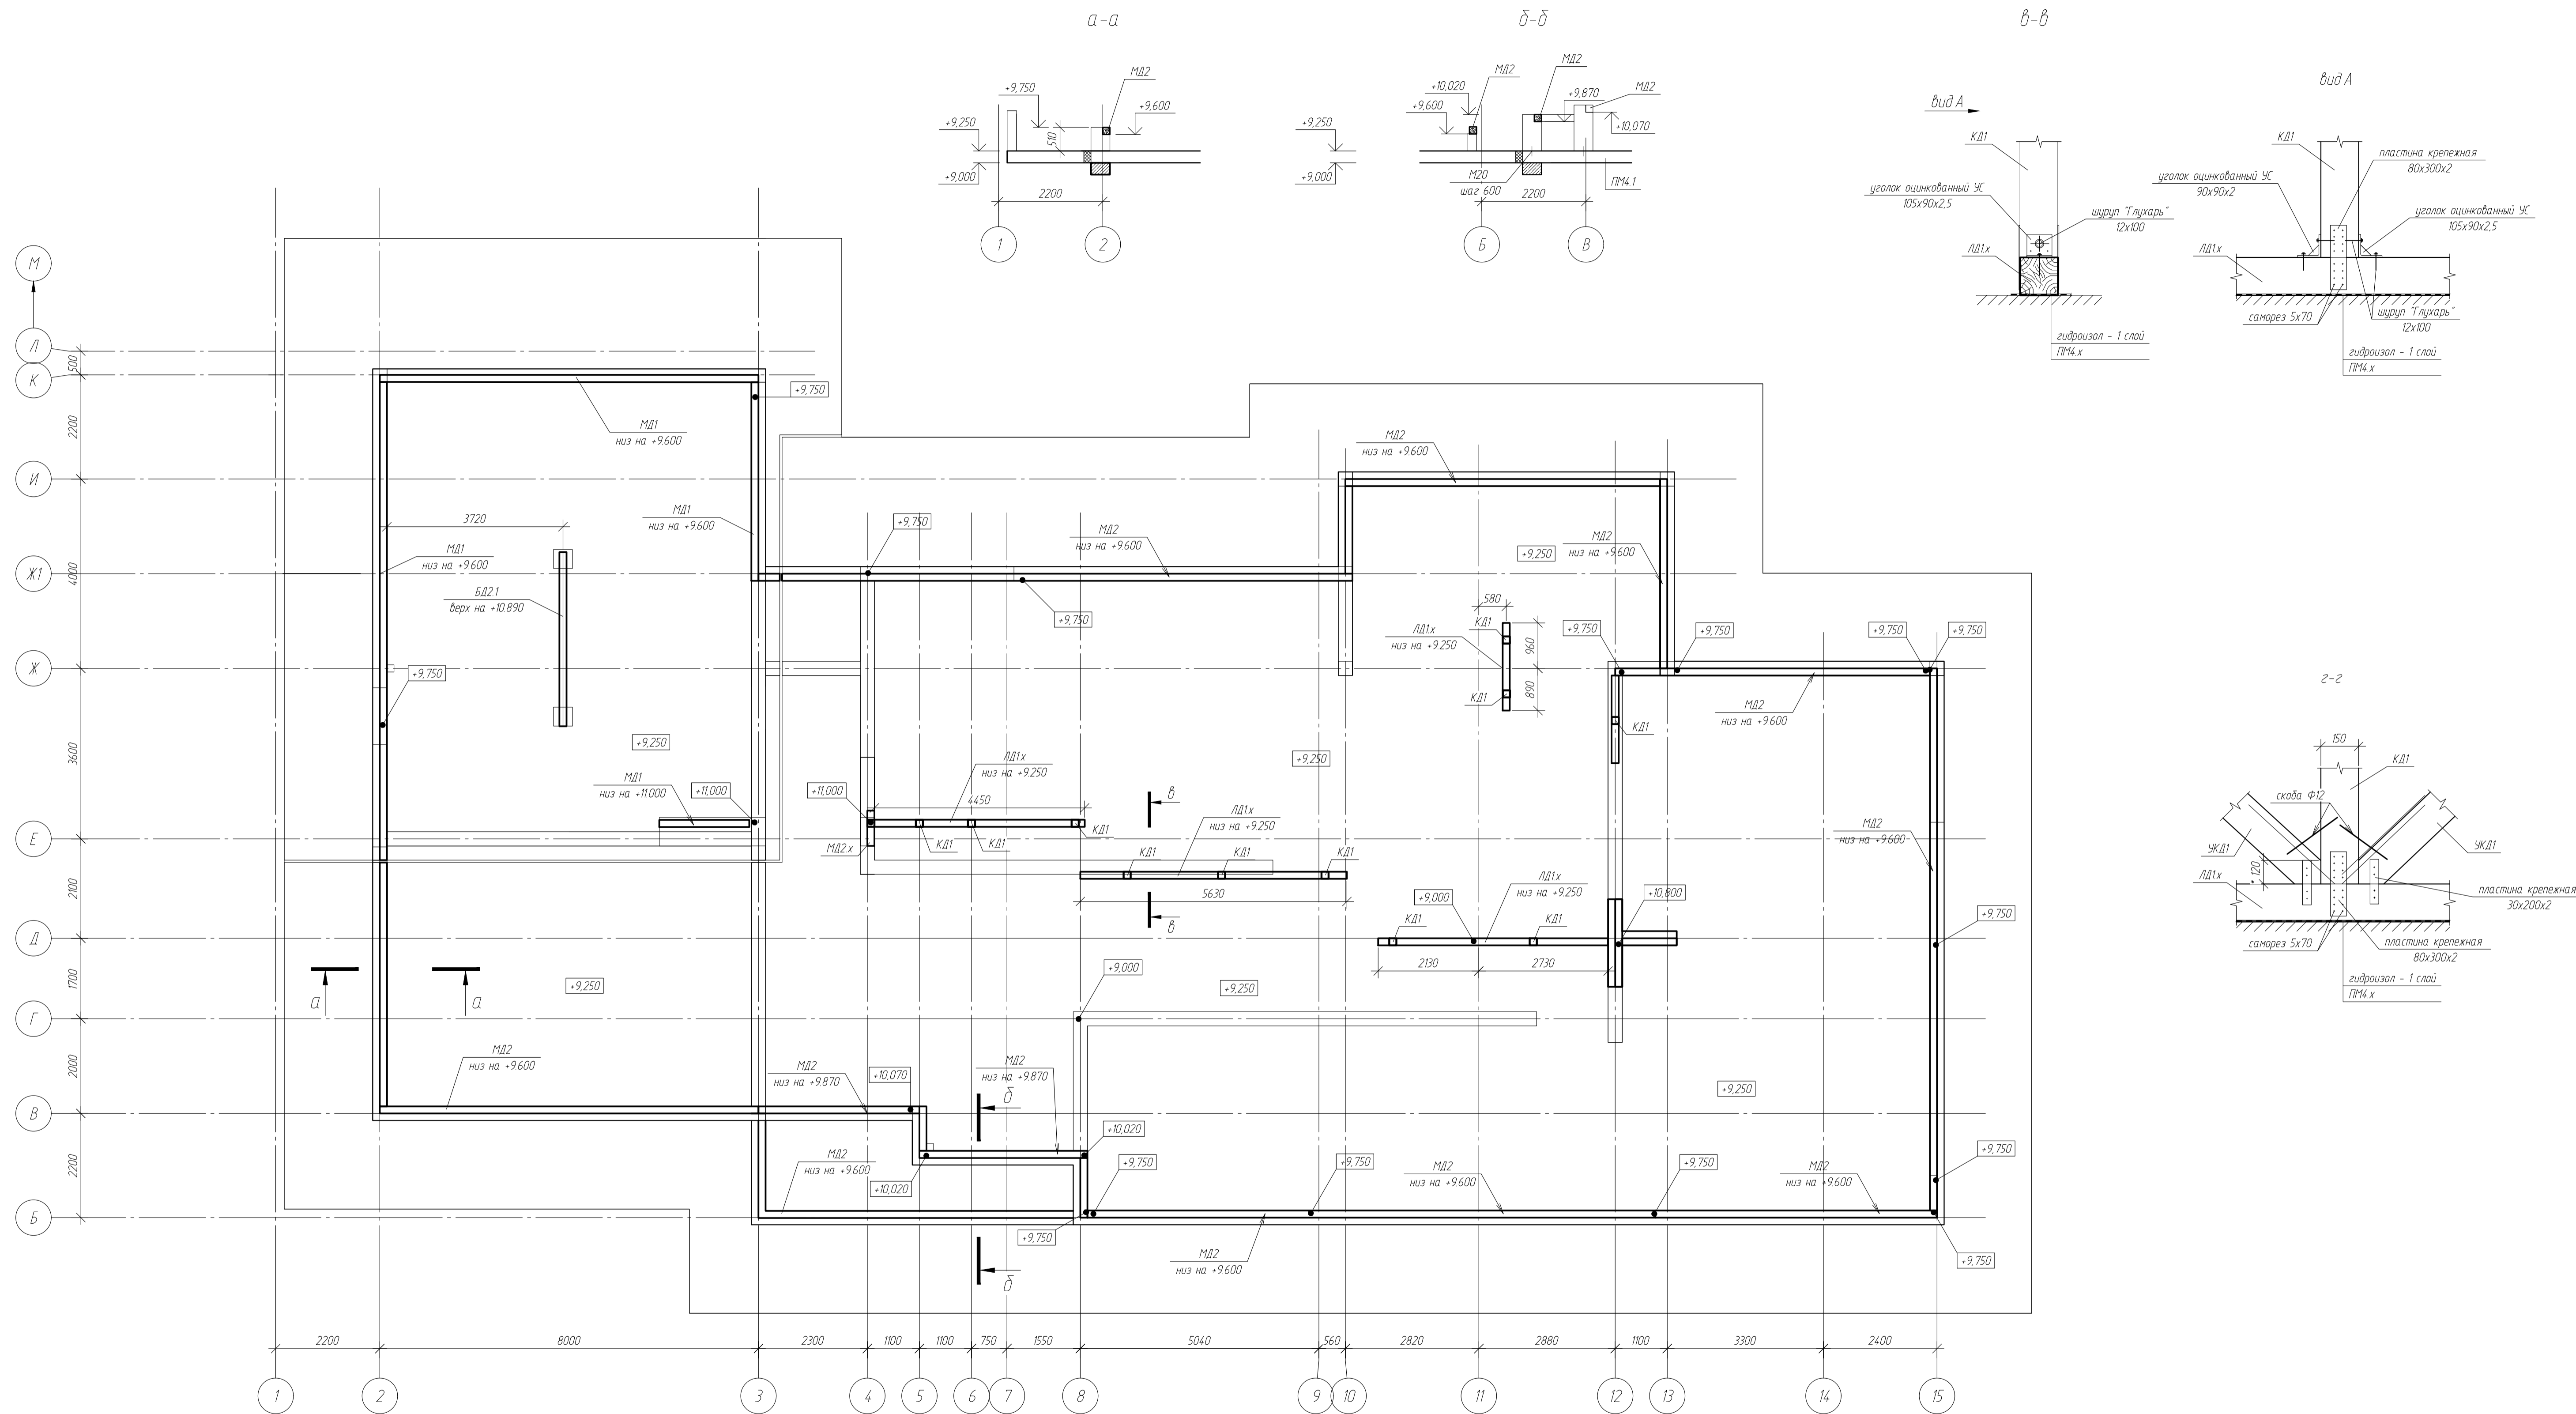 а-а
б-б
в-в
МД2
+9,750
+9,600
+9,250
510
+9,000
2200
1
2
МД2
МД2
МД2
+10,020
+9,600
+9,870
+10,070
+9,250
+9,000
М20
шаг 600
ПМ4.1
2200
Б
В
вид А
КД1
уголок оцинкованный УС
105х90х2,5
шуруп "Глухарь"
12х100
ЛД1.х
гидроизол - 1 слой
ПМ4.х
вид А
КД1
пластина крепежная
80х300х2
уголок оцинкованный УС
90х90х2
уголок оцинкованный УС
105х90х2,5
ЛД1.х
саморез 5х70
шуруп "Глухарь"
12х100
гидроизол - 1 слой
ПМ4.х
М
Л
К
И
Ж1
Ж
Е
Д
Г
В
Б
500
2200
4000
3600
2100
1700
2000
2200
+9,750
МД1
низ на +9.600
МД1
низ на +9.600
3720
МД1
низ на +9.600
БД2.1
верх на +10.890
+9,750
+9,250
МД1
низ на +11.000
+11,000
+9,750
МД2
низ на +9.600
+9,750
МД2
низ на +9.600
+9,250
МД2
низ на +9.600
580
КД1
ЛД1.х
низ на +9.250
960
890
КД1
+9,750
+9,750
+9,750
+9,750
КД1
МД2
низ на +9.600
+9,250
ЛД1.х
низ на +9.250
+11,000
4450
КД1
КД1
КД1
МД2.х
в
ЛД1.х
низ на +9.250
КД1
КД1
КД1
5630
в
МД2
низ на +9.600
ЛД1.х
низ на +9.250
+9,000
+10,800
КД1
КД1
2130
2730
+9,750
а
а
+9,250
+9,000
+9,250
МД2
низ на +9.600
МД2
низ на +9.870
+10,070
МД2
низ на +9.870
б
+9,250
+10,020
+9,750
+9,750
+9,750
+9,750
МД2
низ на +9.600
+10,020
МД2
низ на +9.600
МД2
низ на +9.600
+9,750
МД2
низ на +9.600
+9,750
б
2200
8000
2300
1100
1100
750
1550
5040
560
2820
2880
1100
3300
2400
1
2
3
4
5
6
7
8
9
10
11
12
13
14
15
г-г
150
КД1
скоба Ф12
УКД1
УКД1
120
ЛД1.х
пластина крепежная
30х200х2
саморез 5х70
пластина крепежная
80х300х2
гидроизол - 1 слой
ПМ4.х